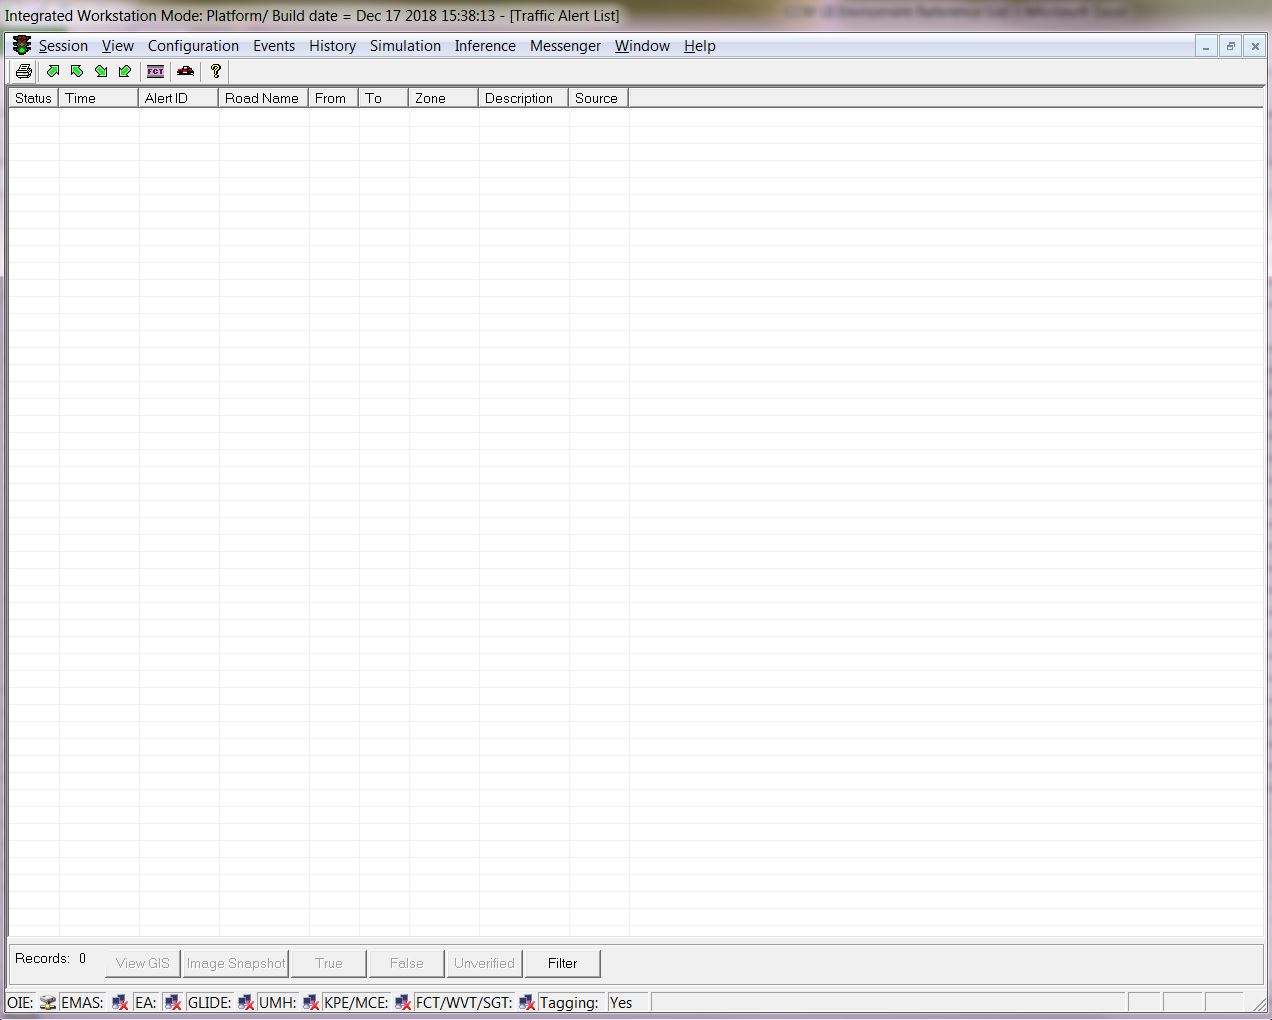 Integrated Workstation Mode: Platform/ Build date = Dec 17 2018 15:38:13 - [Traffic Alert List]
Session View Configuration Events History Simulation Inference Messenger Window Help
FCT ?
Status Time Alert ID Road Name From To Zone Description Source
Records: 0 View GIS Image Snapshot True False Unverified Filter
OIE: EMAS: EA: GLIDE: UMH: KPE/MCE: FCT/WVT/SGT: Tagging: Yes